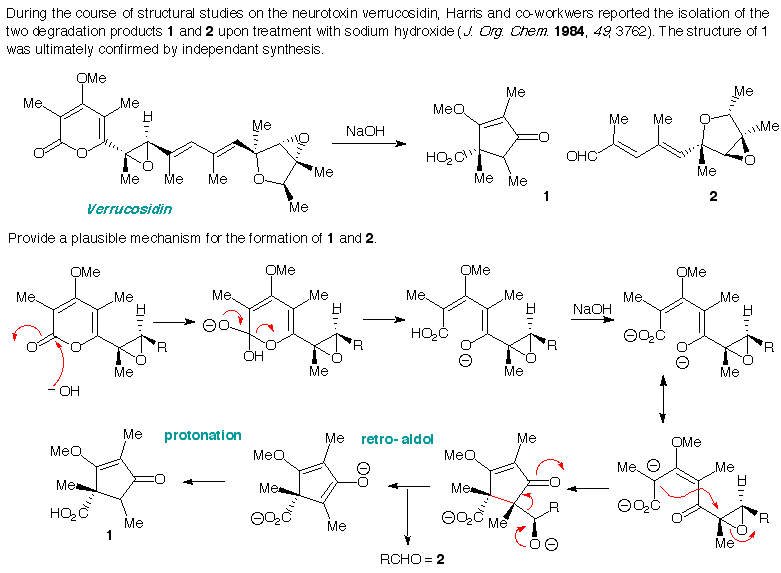 During the course of structural studies on the neurotoxin verrucosidin, Harris and co-workwers reported the isolation of the
two degradation products 1 and 2 upon treatment with sodium hydroxide (J. Org. Chem. 1984, 49, 3762). The structure of 1
was ultimately confirmed by independant synthesis.
OMe
Me Me H Me O NaOH MeO Me O Me O Me
O O O Me Me Me O Me Me HO₂C Me Me OHC Me O
Verrucosidin 1 2
Provide a plausible mechanism for the formation of 1 and 2.
OMe OMe OMe OMe
Me Me H Me Me H Me Me H NaOH Me Me H
O O R ⊖O O R HO₂C O R ⊖O₂C O R
Me O OH Me O ⊖ Me O ⊖ Me O
− OH
protonation retro- aldol
MeO Me MeO Me MeO Me OMe
O O⊖ O Me ⊖ Me
Me Me Me H
HO₂C Me ⊖O₂C Me ⊖O₂C Me R ⊖O₂C O R
1 O⊖ Me O
RCHO = 2